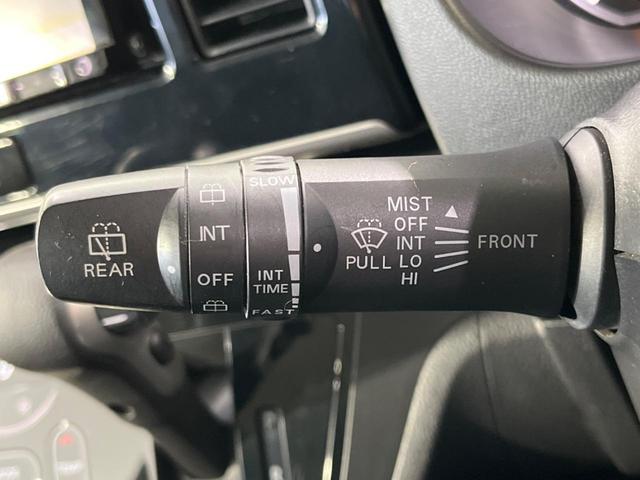 REAR
INT
OFF
SLOW
INT
TIME
FAST
PULL
MIST
OFF
INT
LO
HI
FRONT